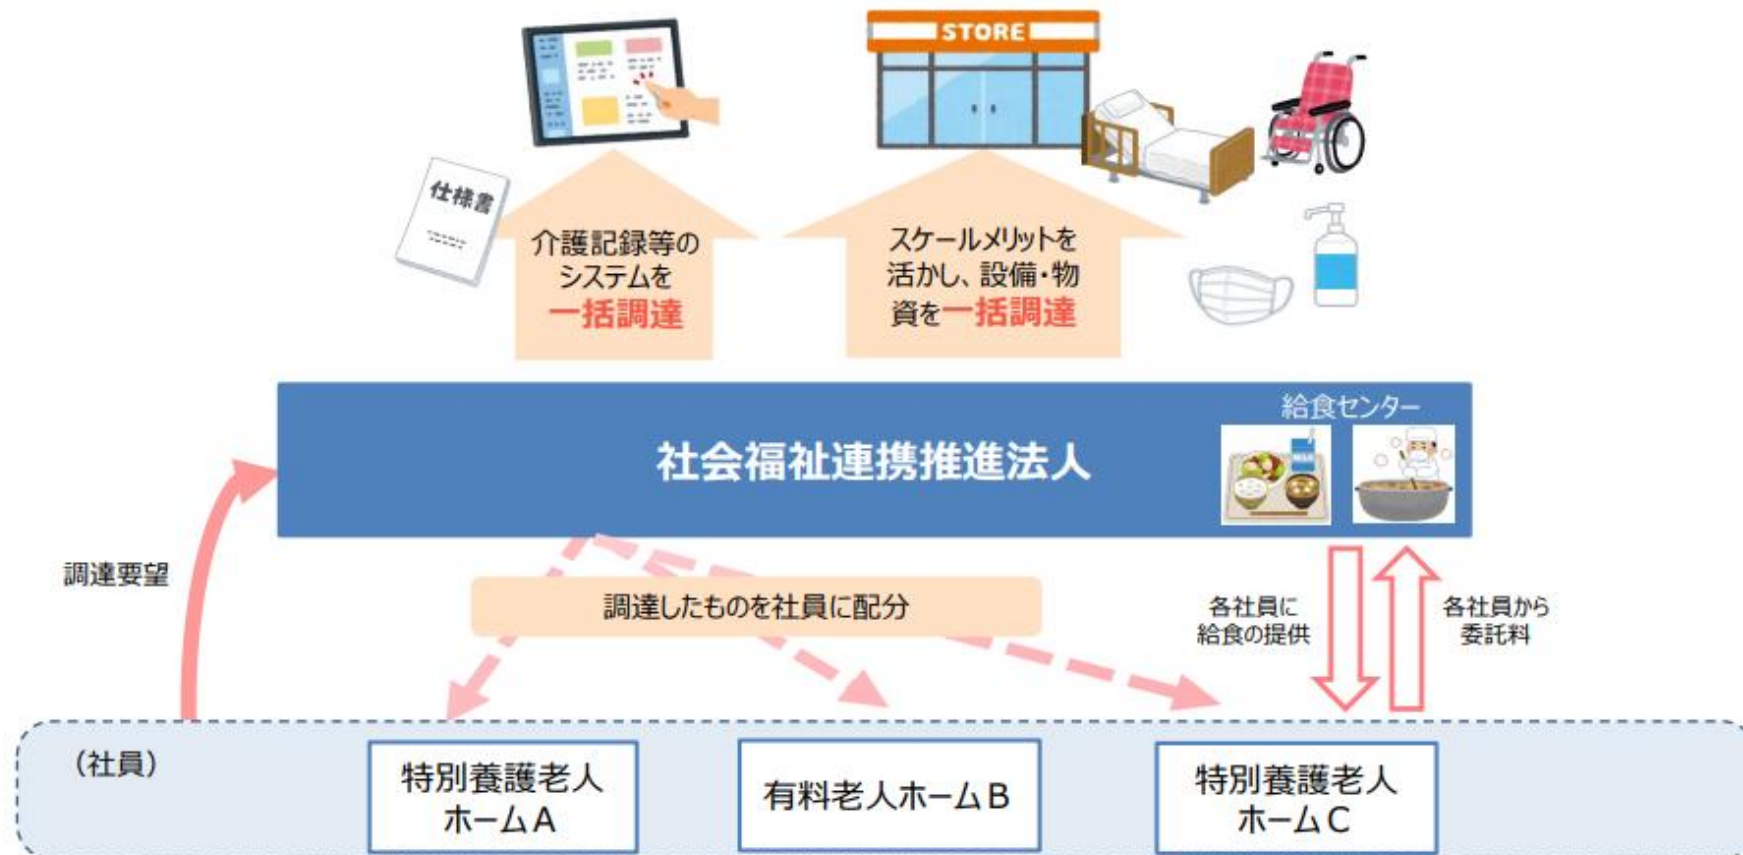 STORE
仕様書
介護記録等の
システムを
一括調達
スケールメリットを
活かし、設備・物
資を一括調達
給食センター
社会福祉連携推進法人
MILK
調達要望
調達したものを社員に配分
各社員に
給食の提供
各社員から
委託料
（社員）
特別養護老人
ホームA
有料老人ホームB
特別養護老人
ホームC